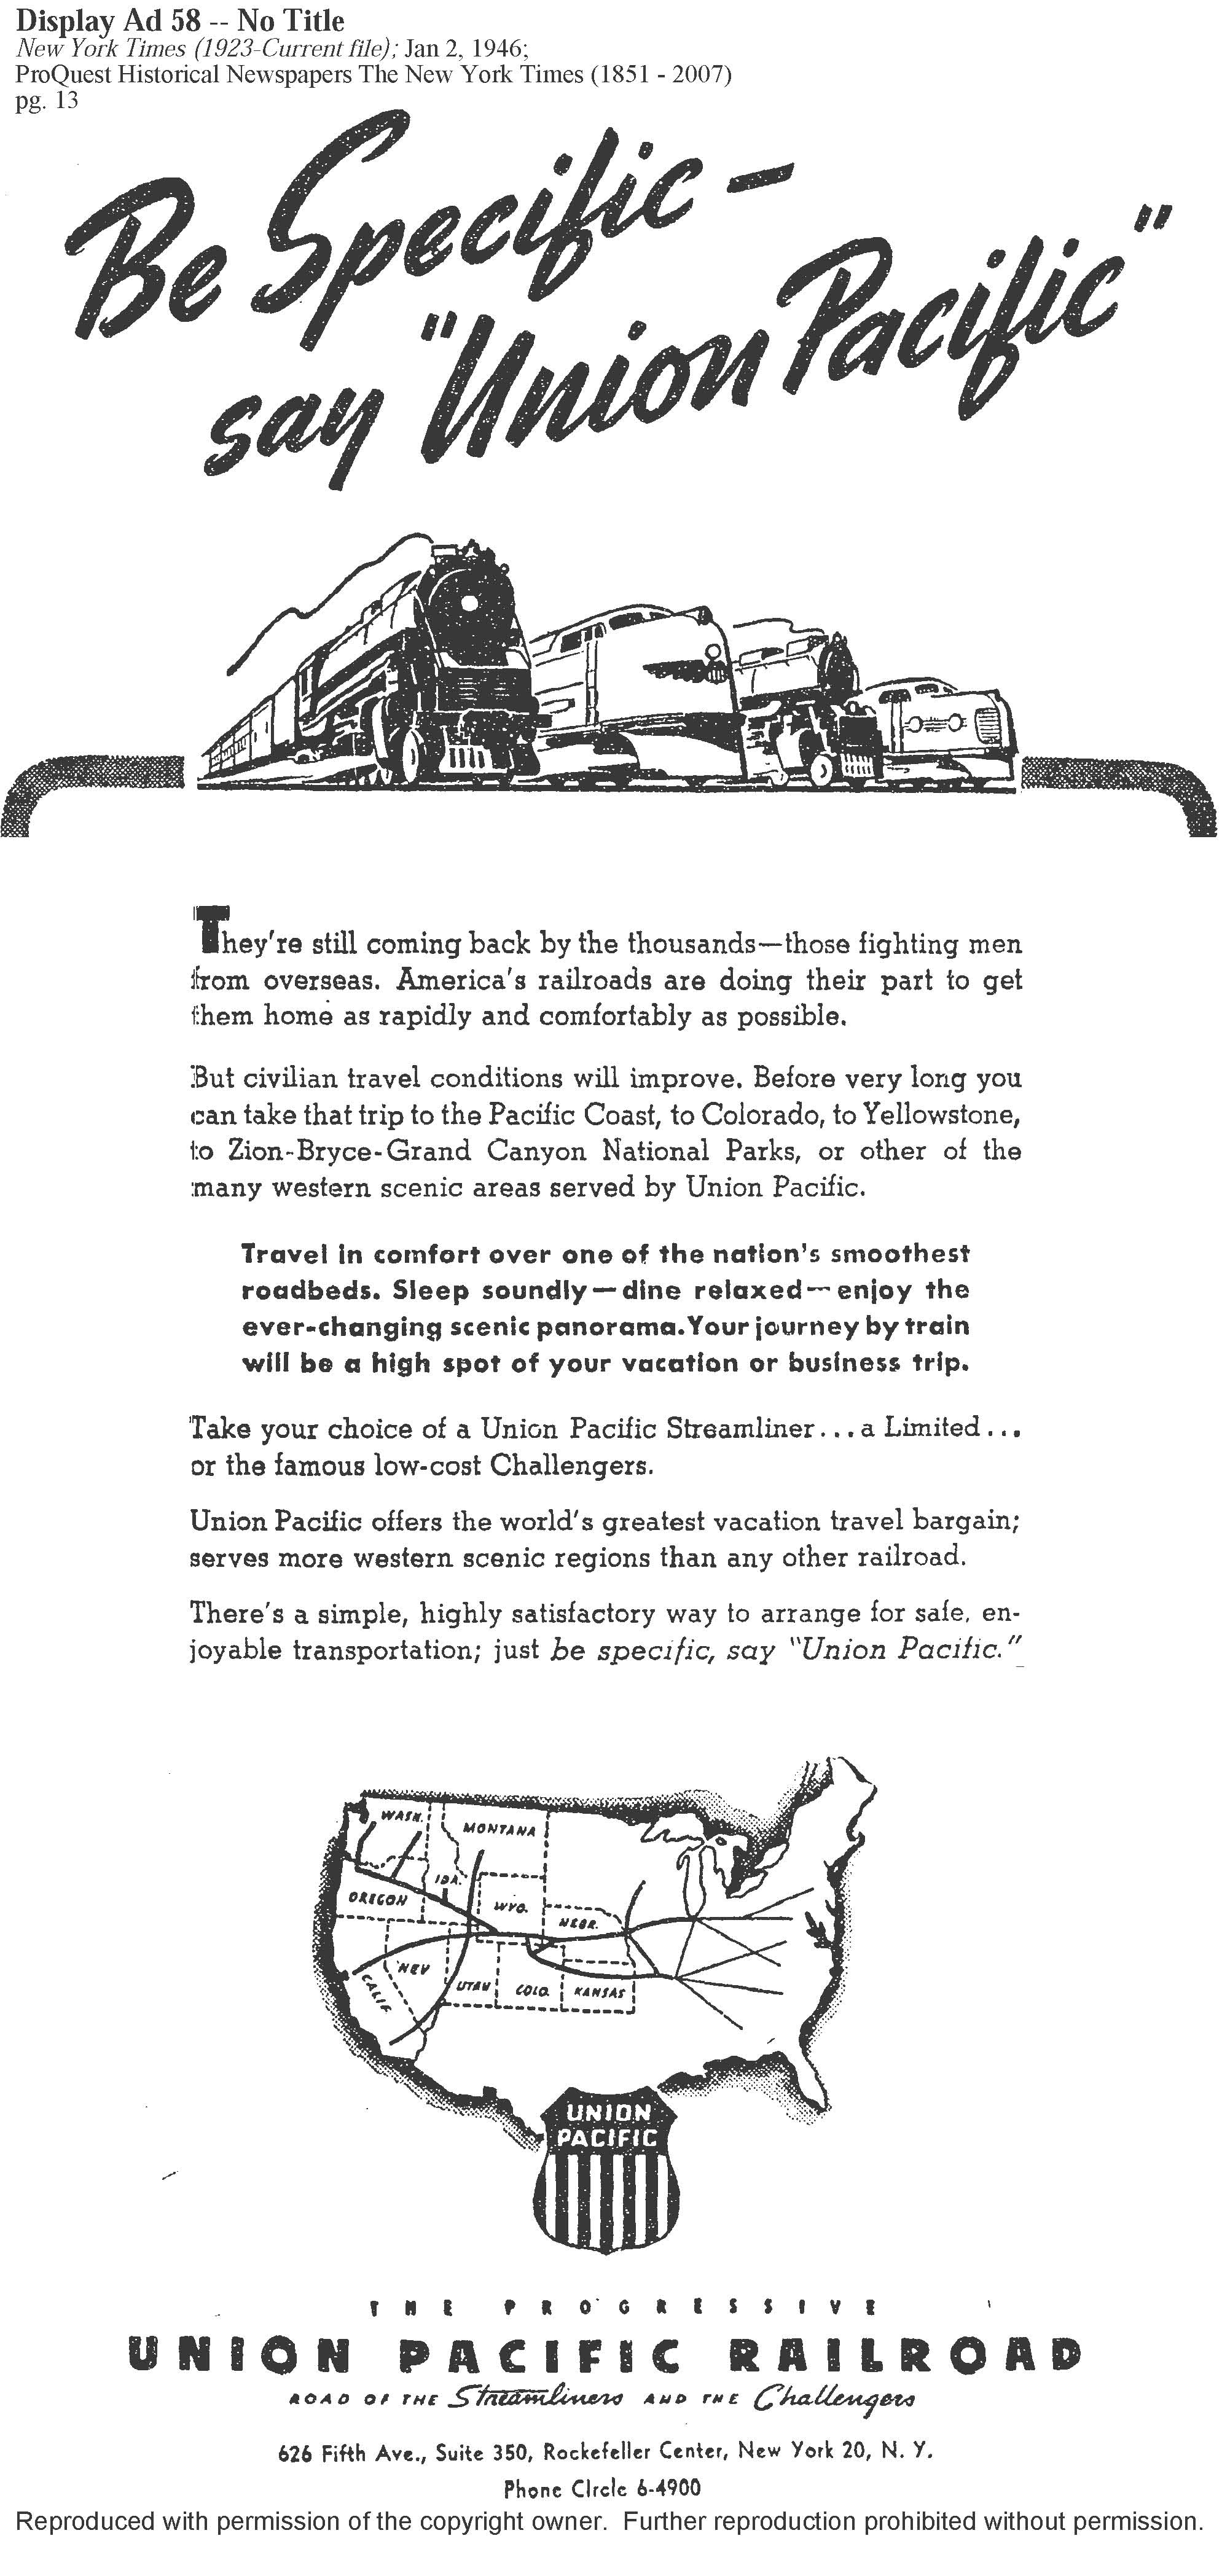 Display Ad 58 -- No Title
New York Times (1923-Current file); Jan 2, 1946;
ProQuest Historical Newspapers The New York Times (1851 - 2007)
pg. 13
Be Specific -
say "Union Pacific"
They're still coming back by the thousands—those fighting men
from overseas. America's railroads are doing their part to get
them home as rapidly and comfortably as possible.
But civilian travel conditions will improve. Before very long you
can take that trip to the Pacific Coast, to Colorado, to Yellowstone,
to Zion-Bryce-Grand Canyon National Parks, or other of the
many western scenic areas served by Union Pacific.
Travel in comfort over one of the nation's smoothest
roadbeds. Sleep soundly—dine relaxed—enjoy the
ever-changing scenic panorama. Your journey by train
will be a high spot of your vacation or business trip.
Take your choice of a Union Pacific Streamliner... a Limited...
or the famous low-cost Challengers.
Union Pacific offers the world's greatest vacation travel bargain;
serves more western scenic regions than any other railroad.
There's a simple, highly satisfactory way to arrange for safe, en-
joyable transportation; just be specific, say "Union Pacific."
WASH.
MONTANA
IDA.
OREGON
WYO.
NEBR.
NEV
UTAH
COLO.
KANSAS
CALIF.
UNION
PACIFIC
THE PROGRESSIVE
UNION PACIFIC RAILROAD
ROAD OF THE Streamliners AND THE Challengers
626 Fifth Ave., Suite 350, Rockefeller Center, New York 20, N. Y.
Phone CIrcle 6-4900
Reproduced with permission of the copyright owner. Further reproduction prohibited without permission.